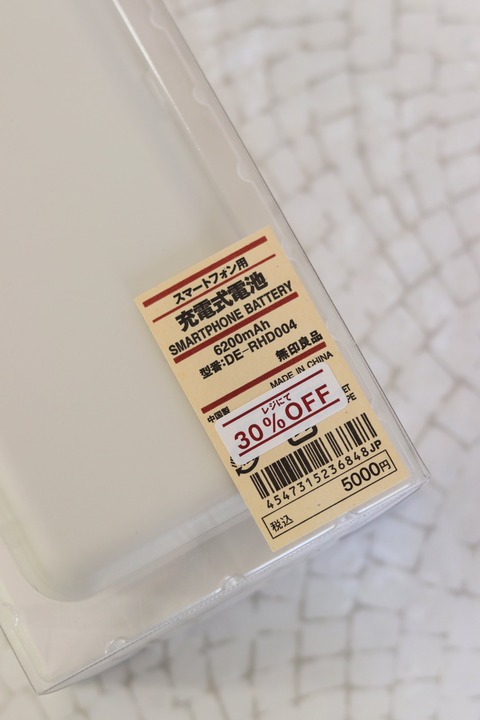 スマートフォン用
充電式電池
SMARTPHONE BATTERY
6200mAh
型番:DE-RHD004
無印良品
MADE IN CHINA
中国製
レジにて
30%OFF
4547315236848JP
税込 5000円